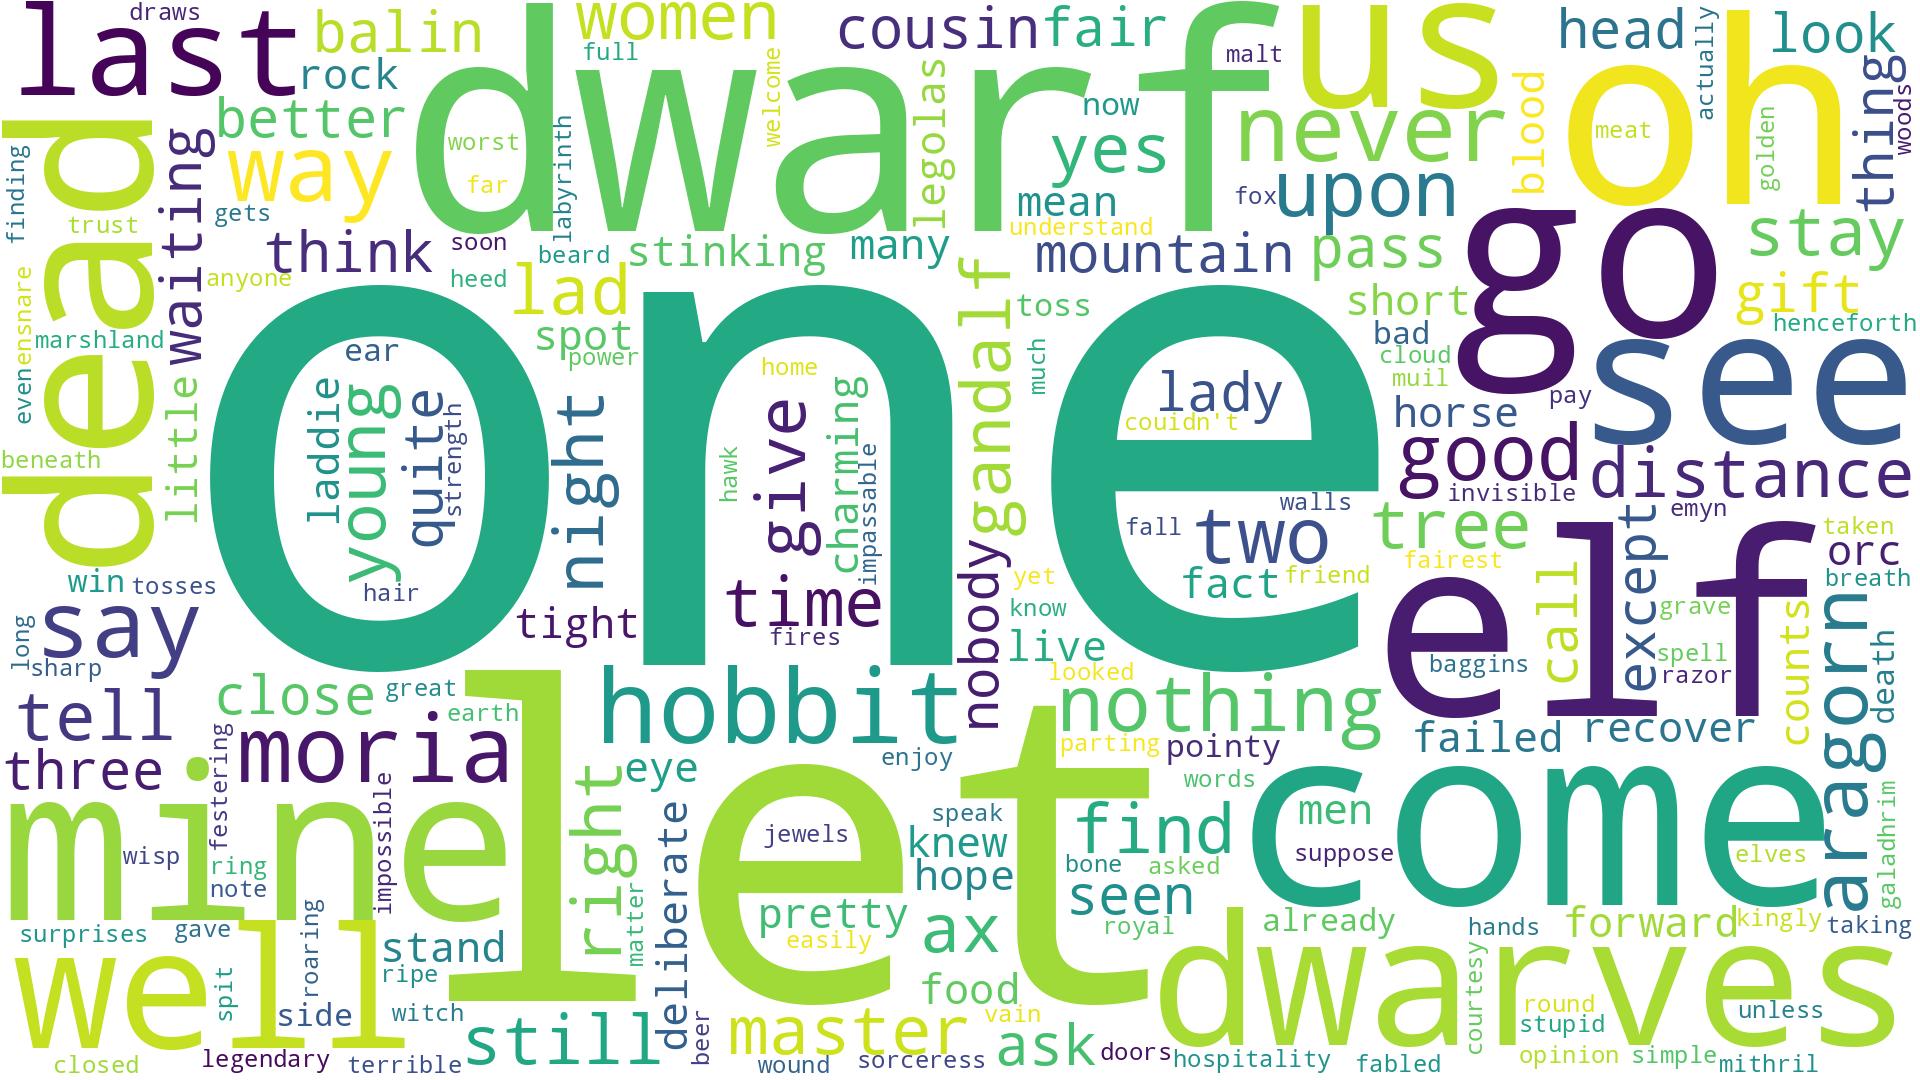 draws
last
balin
rock
women
full
cousin
fair
malt
us
head
actually
look
oh
dwarf
better
way
waiting
dead
finding
trust
gets
worst
far
labyrinth
welcome
legolas
now
yes
mean
never
fox
upon
blood
meat
golden
thing
woods
understand
think
soon
heed
anyone
beard
stinking
many
mountain
pass
stay
go
lad
spot
power
toss
short
gift
henceforth
bad
cloud
muil
pay
see
evenensnare
marshland
little
beneath
one
ear
laddie
young
quite
strength
hair
night
home
hawk
give
charming
impassable
gandalf
much
lady
couidn't
horse
good
distance
invisible
emyn
walls
fall
two
tree
fairest
fact
friend
taken
orc
breath
elf
call
except
grave
spell
razor
baggins
counts
aragorn
death
win
tosses
say
long
sharp
tight
time
fires
nobody
yet
know
live
looked
tell
close
great
earth
hobbit
nothing
failed
recover
three
moria
enjoy
parting
pointy
words
mine
festering
impossible
eye
right
let
deliberate
matter
jewels
speak
knew
hope
find
bone
asked
seen
men
suppose
come
elves
galadhrim
wisp
ring
note
surprises
gave
roaring
stand
ripe
pretty
easily
ax
royal
already
hands
forward
kingly
taking
well
spit
side
witch
food
vain
dwarves
courtesy
round
stupid
unless
closed
legendary
terrible
still
beer
master
wound
sorceress
ask
doors
hospitality
fabled
opinion
simple
mithril